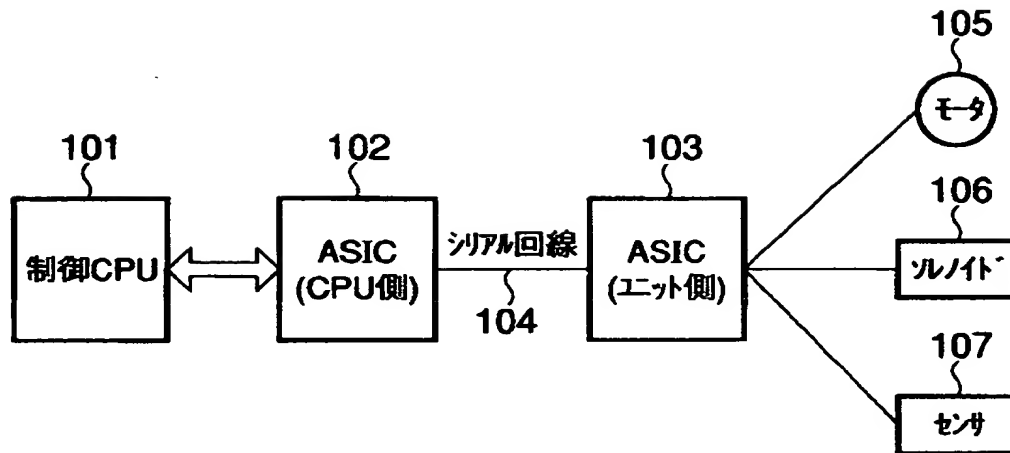 105
モータ
101
102
103
制御CPU
ASIC
(CPU側)
シリアル回線
104
ASIC
(ユニット側)
106
ソレノイド
107
センサ